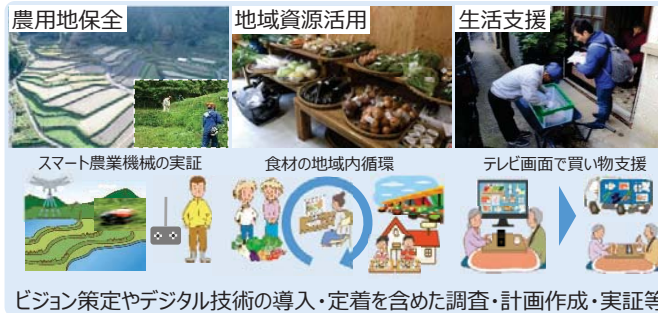 農用地保全
地域資源活用
生活支援
スマート農業機械の実証
食材の地域内循環
テレビ画面で買い物支援
ビジョン策定やデジタル技術の導入・定着を含めた調査・計画作成・実証等